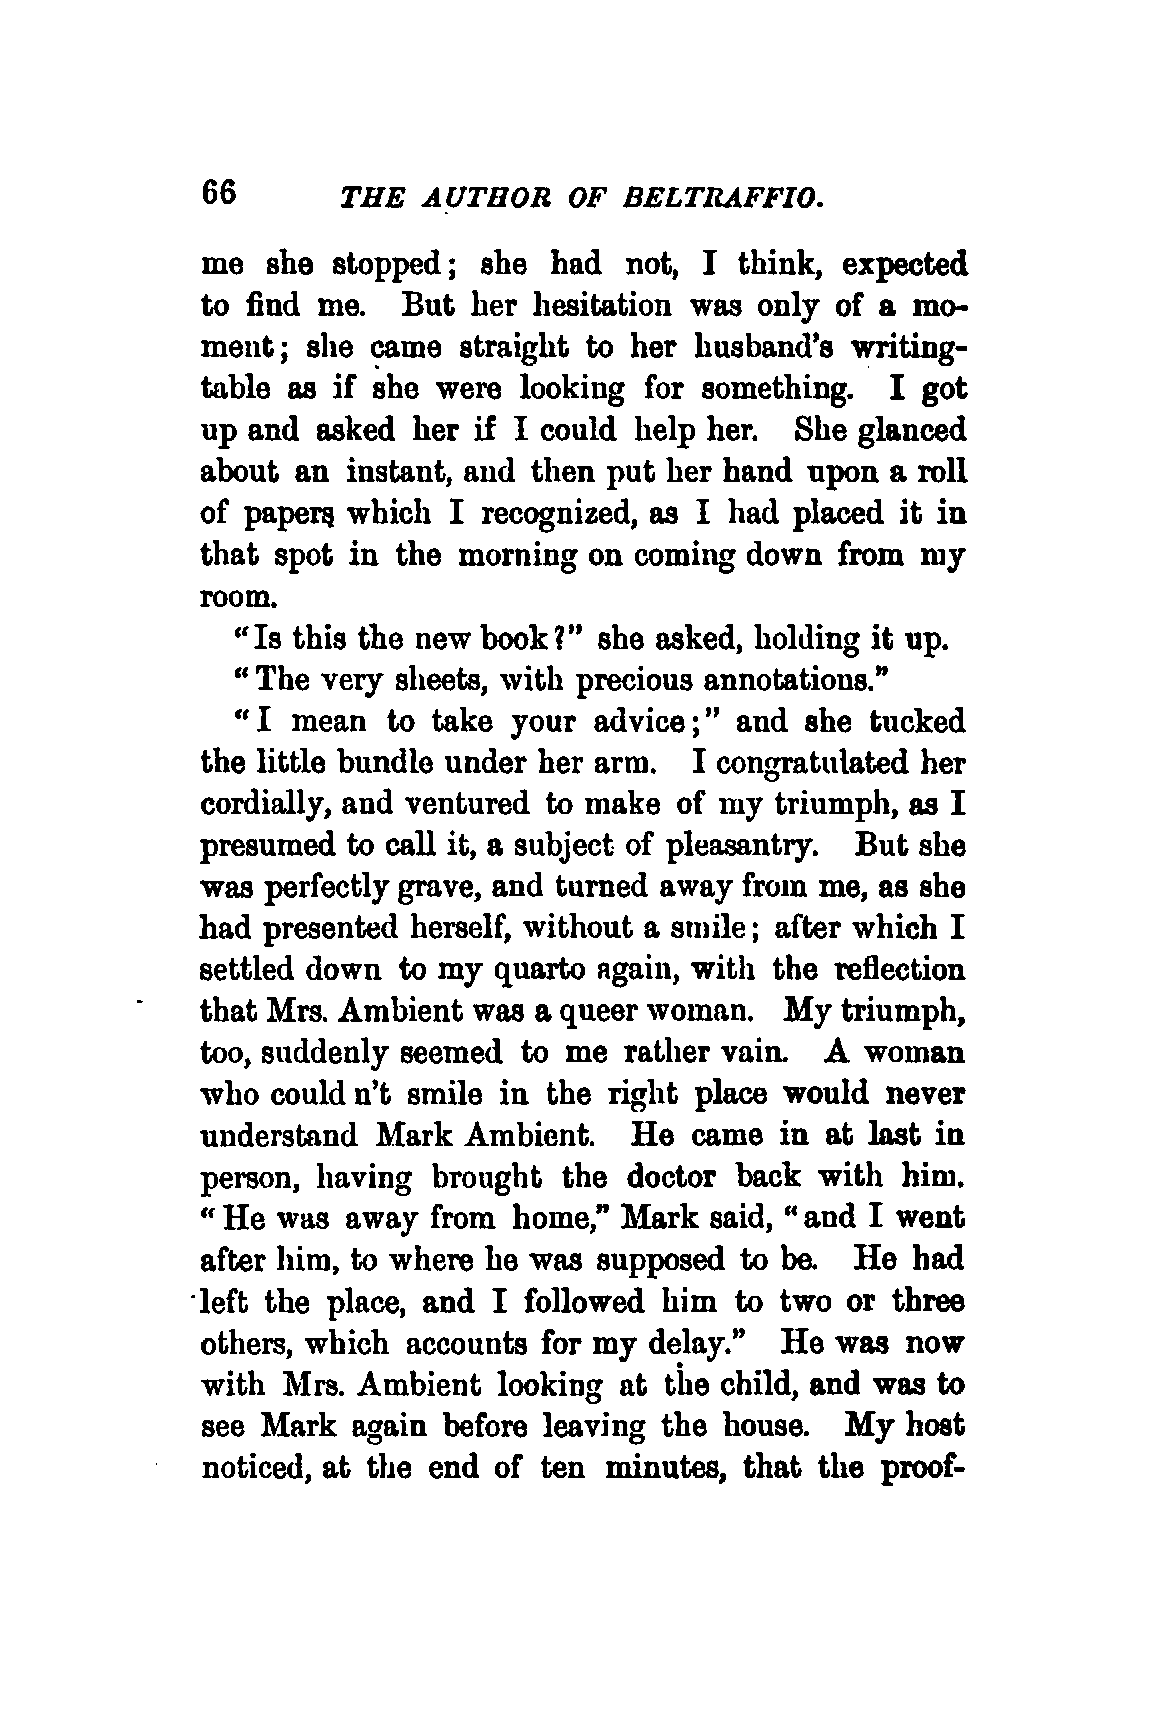 66 THE AUTHOR OF BELTRAFFIO.
me she stopped; she had not, I think, expected
to find me. But her hesitation was only of a mo-
ment; she came straight to her husband's writing-
table as if she were looking for something. I got
up and asked her if I could help her. She glanced
about an instant, and then put her hand upon a roll
of papers which I recognized, as I had placed it in
that spot in the morning on coming down from my
room.
"Is this the new book?" she asked, holding it up.
"The very sheets, with precious annotations."
"I mean to take your advice;" and she tucked
the little bundle under her arm. I congratulated her
cordially, and ventured to make of my triumph, as I
presumed to call it, a subject of pleasantry. But she
was perfectly grave, and turned away from me, as she
had presented herself, without a smile; after which I
settled down to my quarto again, with the reflection
that Mrs. Ambient was a queer woman. My triumph,
too, suddenly seemed to me rather vain. A woman
who could n't smile in the right place would never
understand Mark Ambient. He came in at last in
person, having brought the doctor back with him.
"He was away from home," Mark said, "and I went
after him, to where he was supposed to be. He had
left the place, and I followed him to two or three
others, which accounts for my delay." He was now
with Mrs. Ambient looking at the child, and was to
see Mark again before leaving the house. My host
noticed, at the end of ten minutes, that the proof-